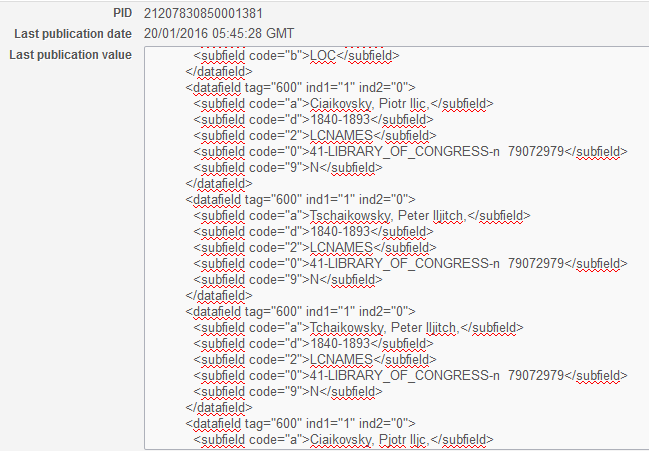 PID 21207830850001381
Last publication date 20/01/2016 05:45:28 GMT
Last publication value
<subfield code="b">LOC</subfield>
</datafield>
<datafield tag="600" ind1="1" ind2="0">
<subfield code="a">Ciaikovsky, Piotr Ilic,</subfield>
<subfield code="d">1840-1893</subfield>
<subfield code="2">LCNAMES</subfield>
<subfield code="0">41-LIBRARY_OF_CONGRESS-n  79072979</subfield>
<subfield code="9">N</subfield>
</datafield>
<datafield tag="600" ind1="1" ind2="0">
<subfield code="a">Tschaikowsky, Peter Iljitch,</subfield>
<subfield code="d">1840-1893</subfield>
<subfield code="2">LCNAMES</subfield>
<subfield code="0">41-LIBRARY_OF_CONGRESS-n  79072979</subfield>
<subfield code="9">N</subfield>
</datafield>
<datafield tag="600" ind1="1" ind2="0">
<subfield code="a">Tchaikowsky, Peter Iljitch,</subfield>
<subfield code="d">1840-1893</subfield>
<subfield code="2">LCNAMES</subfield>
<subfield code="0">41-LIBRARY_OF_CONGRESS-n  79072979</subfield>
<subfield code="9">N</subfield>
</datafield>
<datafield tag="600" ind1="1" ind2="0">
<subfield code="a">Ciaikovsky, Pjotr Iljc,</subfield>